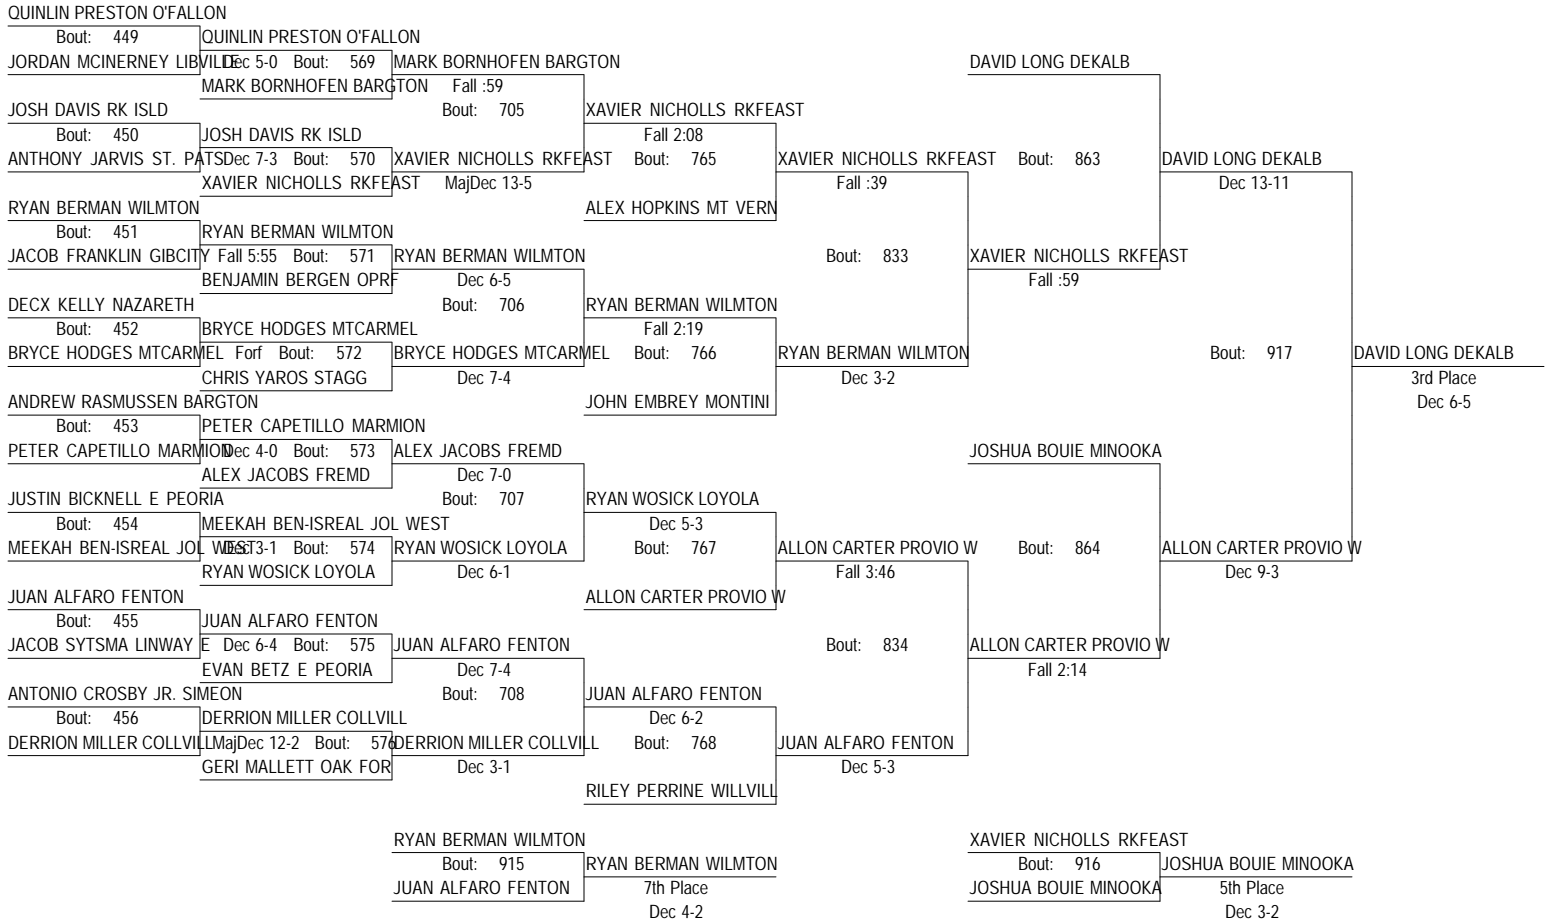 QUINLIN PRESTON O'FALLON
Bout: 449
QUINLIN PRESTON O'FALLON
JORDAN MCINERNEY LIBVILLE
Dec 5-0 Bout: 569
MARK BORNHOFEN BARGTON
DAVID LONG DEKALB
MARK BORNHOFEN BARGTON
Fall :59
JOSH DAVIS RK ISLD
Bout: 705
XAVIER NICHOLLS RKFEAST
Bout: 450
JOSH DAVIS RK ISLD
Fall 2:08
ANTHONY JARVIS ST. PATS
Dec 7-3 Bout: 570
XAVIER NICHOLLS RKFEAST
Bout: 765
XAVIER NICHOLLS RKFEAST
Bout: 863
DAVID LONG DEKALB
XAVIER NICHOLLS RKFEAST
MajDec 13-5
Fall :39
Dec 13-11
RYAN BERMAN WILMTON
ALEX HOPKINS MT VERN
Bout: 451
RYAN BERMAN WILMTON
JACOB FRANKLIN GIBCITY
Fall 5:55 Bout: 571
RYAN BERMAN WILMTON
Bout: 833
XAVIER NICHOLLS RKFEAST
BENJAMIN BERGEN OPRF
Dec 6-5
Fall :59
DECX KELLY NAZARETH
Bout: 706
RYAN BERMAN WILMTON
Bout: 452
BRYCE HODGES MTCARMEL
Fall 2:19
BRYCE HODGES MTCARMEL
Forf Bout: 572
BRYCE HODGES MTCARMEL
Bout: 766
RYAN BERMAN WILMTON
Bout: 917
DAVID LONG DEKALB
CHRIS YAROS STAGG
Dec 7-4
Dec 3-2
3rd Place
ANDREW RASMUSSEN BARGTON
JOHN EMBREY MONTINI
Dec 6-5
Bout: 453
PETER CAPETILLO MARMION
PETER CAPETILLO MARMION
Dec 4-0 Bout: 573
ALEX JACOBS FREMD
JOSHUA BOUIE MINOOKA
ALEX JACOBS FREMD
Dec 7-0
JUSTIN BICKNELL E PEORIA
Bout: 707
RYAN WOSICK LOYOLA
Bout: 454
MEEKAH BEN-ISREAL JOL WEST
Dec 5-3
MEEKAH BEN-ISREAL JOL WEST
Dec 3-1 Bout: 574
RYAN WOSICK LOYOLA
Bout: 767
ALLON CARTER PROVIO W
Bout: 864
ALLON CARTER PROVIO W
RYAN WOSICK LOYOLA
Dec 6-1
Fall 3:46
Dec 9-3
JUAN ALFARO FENTON
ALLON CARTER PROVIO W
Bout: 455
JUAN ALFARO FENTON
JACOB SYTSMA LINWAY E
Dec 6-4 Bout: 575
JUAN ALFARO FENTON
Bout: 834
ALLON CARTER PROVIO W
EVAN BETZ E PEORIA
Dec 7-4
Fall 2:14
ANTONIO CROSBY JR. SIMEON
Bout: 708
JUAN ALFARO FENTON
Bout: 456
DERRION MILLER COLLVILL
Dec 6-2
DERRION MILLER COLLVILL
MajDec 12-2 Bout: 576
DERRION MILLER COLLVILL
Bout: 768
JUAN ALFARO FENTON
GERI MALLETT OAK FOR
Dec 3-1
Dec 5-3
RILEY PERRINE WILLVILL
RYAN BERMAN WILMTON
XAVIER NICHOLLS RKFEAST
Bout: 915
RYAN BERMAN WILMTON
Bout: 916
JOSHUA BOUIE MINOOKA
JUAN ALFARO FENTON
7th Place
JOSHUA BOUIE MINOOKA
5th Place
Dec 4-2
Dec 3-2